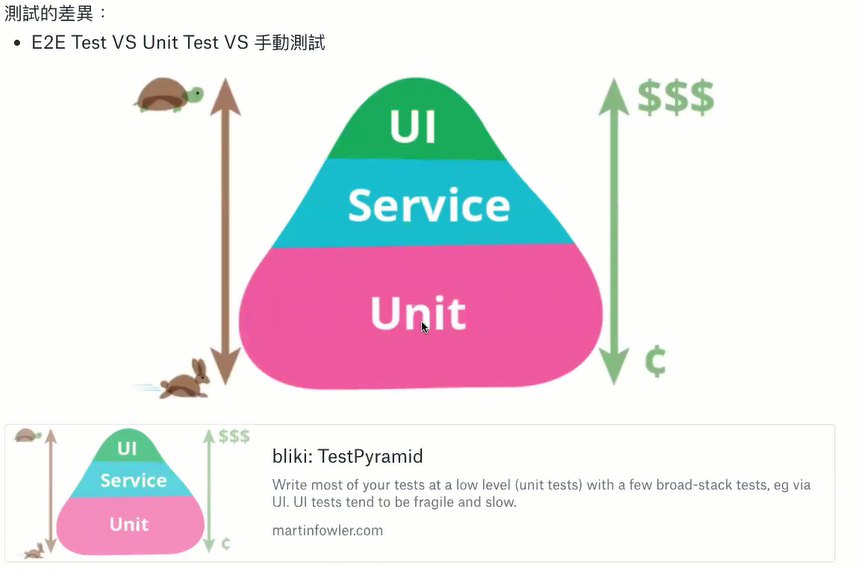 測試的差異：
• E2E Test VS Unit Test VS 手動測試
$$$
UI
Service
Unit
¢
UI
$$$
Service
Unit
¢
bliki: TestPyramid
Write most of your tests at a low level (unit tests) with a few broad-stack tests, eg via
UI. UI tests tend to be fragile and slow.
martinfowler.com